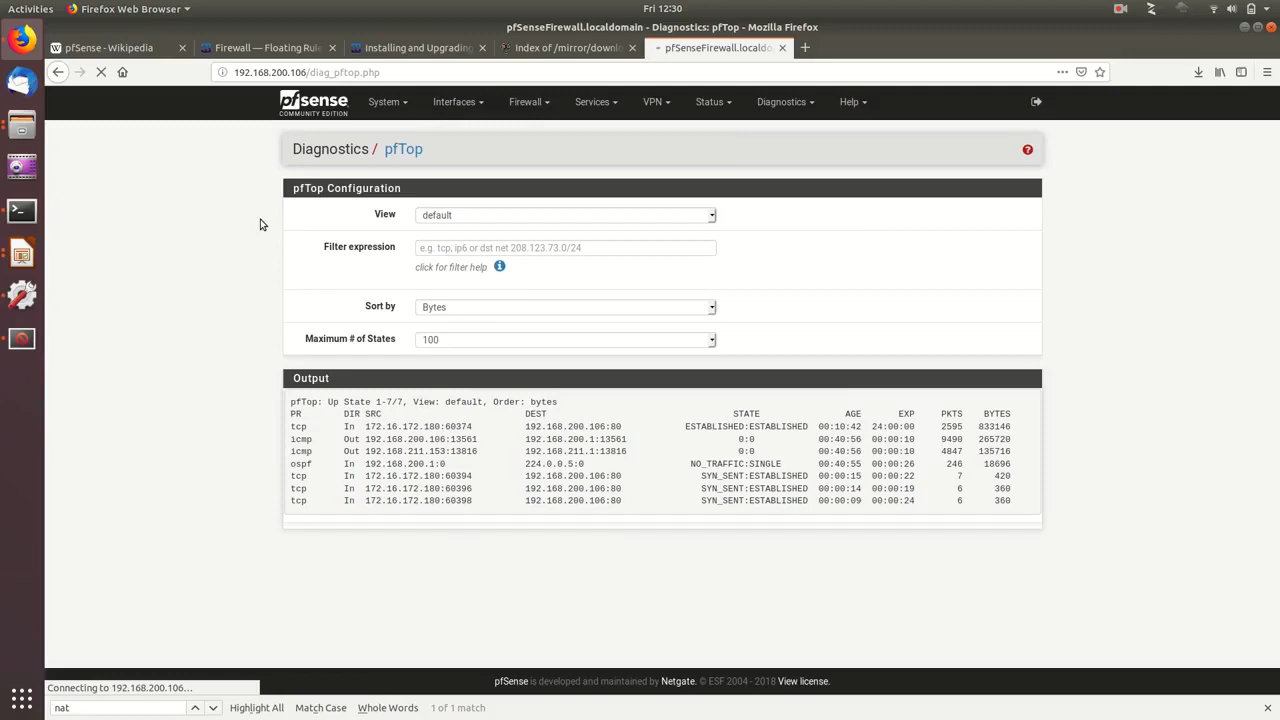 Activities Firefox Web Browser Fri 12:30
pfSenseFirewall.localdomain - Diagnostics: pfTop - Mozilla Firefox
pfSense - Wikipedia Firewall — Floating Rule Installing and Upgrading Index of /mirror/downlo pfSenseFirewall.localdo
192.168.200.106/diag_pftop.php
pfsense System Interfaces Firewall Services VPN Status Diagnostics Help
COMMUNITY EDITION
Diagnostics / pfTop
pfTop Configuration
View default
Filter expression e.g. tcp, ip6 or dst net 208.123.73.0/24
click for filter help
Sort by Bytes
Maximum # of States 100
Output
pfTop: Up State 1-7/7, View: default, Order: bytes
PR DIR SRC DEST STATE AGE EXP PKTS BYTES
tcp In 172.16.172.180:60374 192.168.200.106:80 ESTABLISHED:ESTABLISHED 00:10:42 24:00:00 2595 833146
icmp Out 192.168.200.106:13561 192.168.200.1:13561 0:0 00:40:56 00:00:10 9490 265720
icmp Out 192.168.211.153:13816 192.168.211.1:13816 0:0 00:40:56 00:00:10 4847 135716
ospf In 192.168.200.1:0 224.0.0.5:0 NO_TRAFFIC:SINGLE 00:40:55 00:00:26 246 18696
tcp In 172.16.172.180:60394 192.168.200.106:80 SYN_SENT:ESTABLISHED 00:00:15 00:00:22 7 420
tcp In 172.16.172.180:60396 192.168.200.106:80 SYN_SENT:ESTABLISHED 00:00:14 00:00:19 6 360
tcp In 172.16.172.180:60398 192.168.200.106:80 SYN_SENT:ESTABLISHED 00:00:09 00:00:24 6 360
pfSense is developed and maintained by Netgate. © ESF 2004 - 2018 View license.
Connecting to 192.168.200.106…
nat Highlight All Match Case Whole Words 1 of 1 match